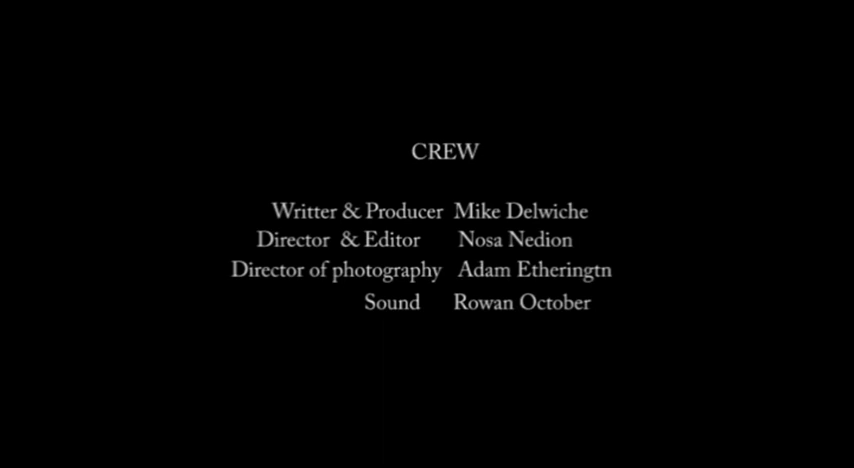 CREW
Writter & Producer Mike Delwiche
Director & Editor Nosa Nedion
Director of photography Adam Etheringtn
Sound Rowan October